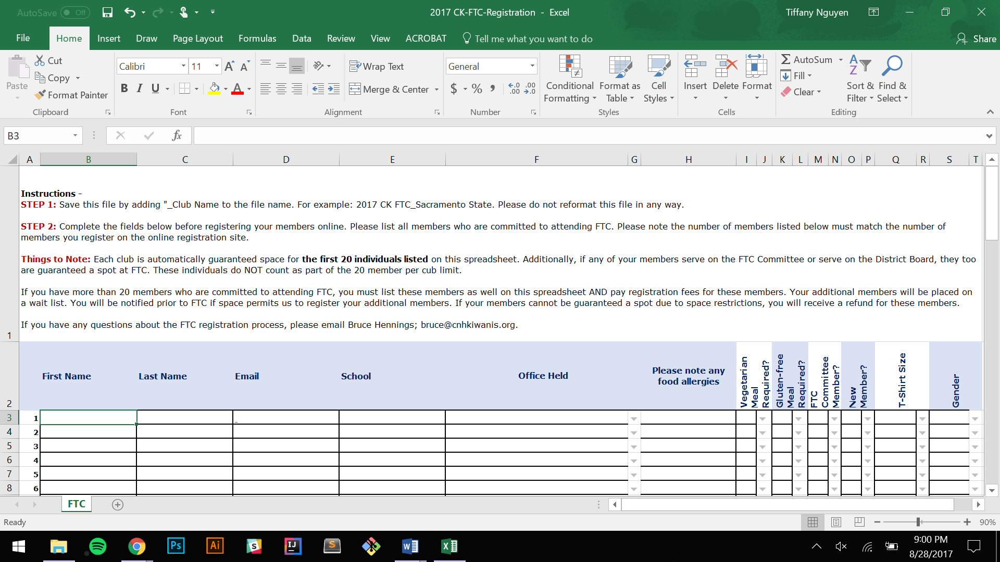 AutoSave Off
2017 CK-FTC-Registration - Excel
Tiffany Nguyen
File Home Insert Draw Page Layout Formulas Data Review View ACROBAT Tell me what you want to do Share
Paste
Cut
Copy
Format Painter
Clipboard
Calibri 11
A A
B I U
A
Font
Wrap Text
Merge & Center
Alignment
General
$ % ,
.0 .00
.00 .0
Number
Conditional Formatting
Format as Table
Cell Styles
Styles
Insert Delete Format
Cells
AutoSum
Fill
Clear
Sort & Filter
Find & Select
Editing
B3
fx
A B C D E F G H I J K L M N O P Q R S T
Instructions -
STEP 1: Save this file by adding "_Club Name to the file name. For example: 2017 CK FTC_Sacramento State. Please do not reformat this file in any way.
STEP 2: Complete the fields below before registering your members online. Please list all members who are committed to attending FTC. Please note the number of members listed below must match the number of
members you register on the online registration site.
Things to Note: Each club is automatically guaranteed space for the first 20 individuals listed on this spreadsheet. Additionally, if any of your members serve on the FTC Committee or serve on the District Board, they too
are guaranteed a spot at FTC. These individuals do NOT count as part of the 20 member per cub limit.
If you have more than 20 members who are committed to attending FTC, you must list these members as well on this spreadsheet AND pay registration fees for these members. Your additional members will be placed on
a wait list. You will be notified prior to FTC if space permits us to register your additional members. If your members cannot be guaranteed a spot due to space restrictions, you will receive a refund for these members.
If you have any questions about the FTC registration process, please email Bruce Hennings; bruce@cnhkiwanis.org.
1
2
First Name
Last Name
Email
School
Office Held
Please note any
food allergies
Vegetarian
Meal
Required?
Gluten-free
Meal
Required?
FTC
Committee
Member?
New
Member?
T-Shirt Size
Gender
3 1 _
4 2
5 3
6 4
7 5
8 6
FTC
Ready
90%
Ps Ai S IJ S W X
9:00 PM
8/28/2017